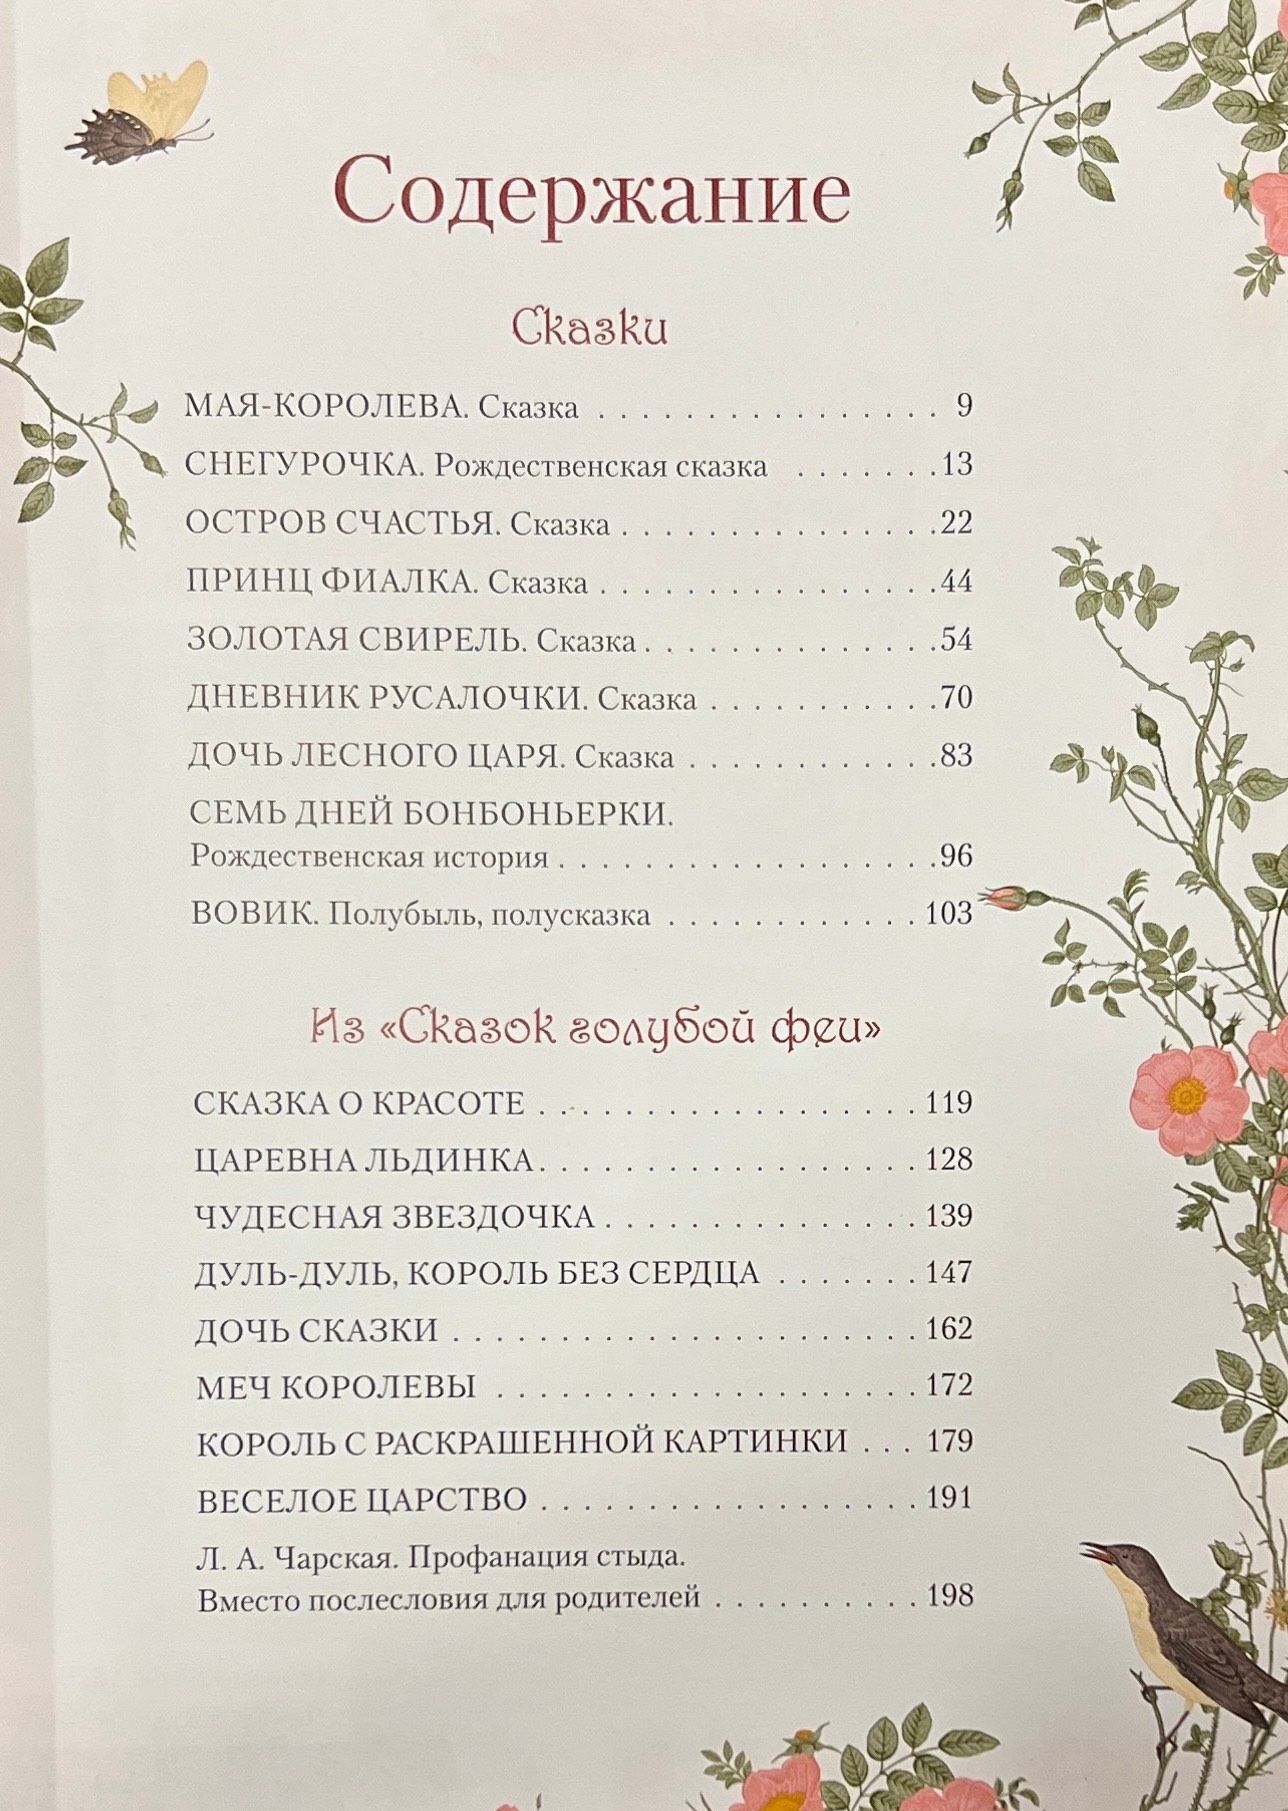 Содержание
Сказки
МАЯ-КОРОЛЕВА. Сказка . . . . . . . . . . . . . . . . 9
СНЕГУРОЧКА. Рождественская сказка . . . . . . . 13
ОСТРОВ СЧАСТЬЯ. Сказка . . . . . . . . . . . . . . . 22
ПРИНЦ ФИАЛКА. Сказка . . . . . . . . . . . . . . . . 44
ЗОЛОТАЯ СВИРЕЛЬ. Сказка . . . . . . . . . . . . . . 54
ДНЕВНИК РУСАЛОЧКИ. Сказка . . . . . . . . . . . 70
ДОЧЬ ЛЕСНОГО ЦАРЯ. Сказка . . . . . . . . . . . . 83
СЕМЬ ДНЕЙ БОНБОНЬЕРКИ.
Рождественская история . . . . . . . . . . . . . . . . . . 96
ВОВИК. Полубыль, полусказка . . . . . . . . . . . . 103
Из «Сказок голубой феи»
СКАЗКА О КРАСОТЕ . . . . . . . . . . . . . . . . . . 119
ЦАРЕВНА ЛЬДИНКА . . . . . . . . . . . . . . . . . . 128
ЧУДЕСНАЯ ЗВЕЗДОЧКА . . . . . . . . . . . . . . . 139
ДУЛЬ-ДУЛЬ, КОРОЛЬ БЕЗ СЕРДЦА . . . . . . . 147
ДОЧЬ СКАЗКИ . . . . . . . . . . . . . . . . . . . . . . 162
МЕЧ КОРОЛЕВЫ . . . . . . . . . . . . . . . . . . . . 172
КОРОЛЬ С РАСКРАШЕННОЙ КАРТИНКИ . . . 179
ВЕСЕЛОЕ ЦАРСТВО . . . . . . . . . . . . . . . . . . 191
Л. А. Чарская. Профанация стыда.
Вместо послесловия для родителей . . . . . . . . . . 198